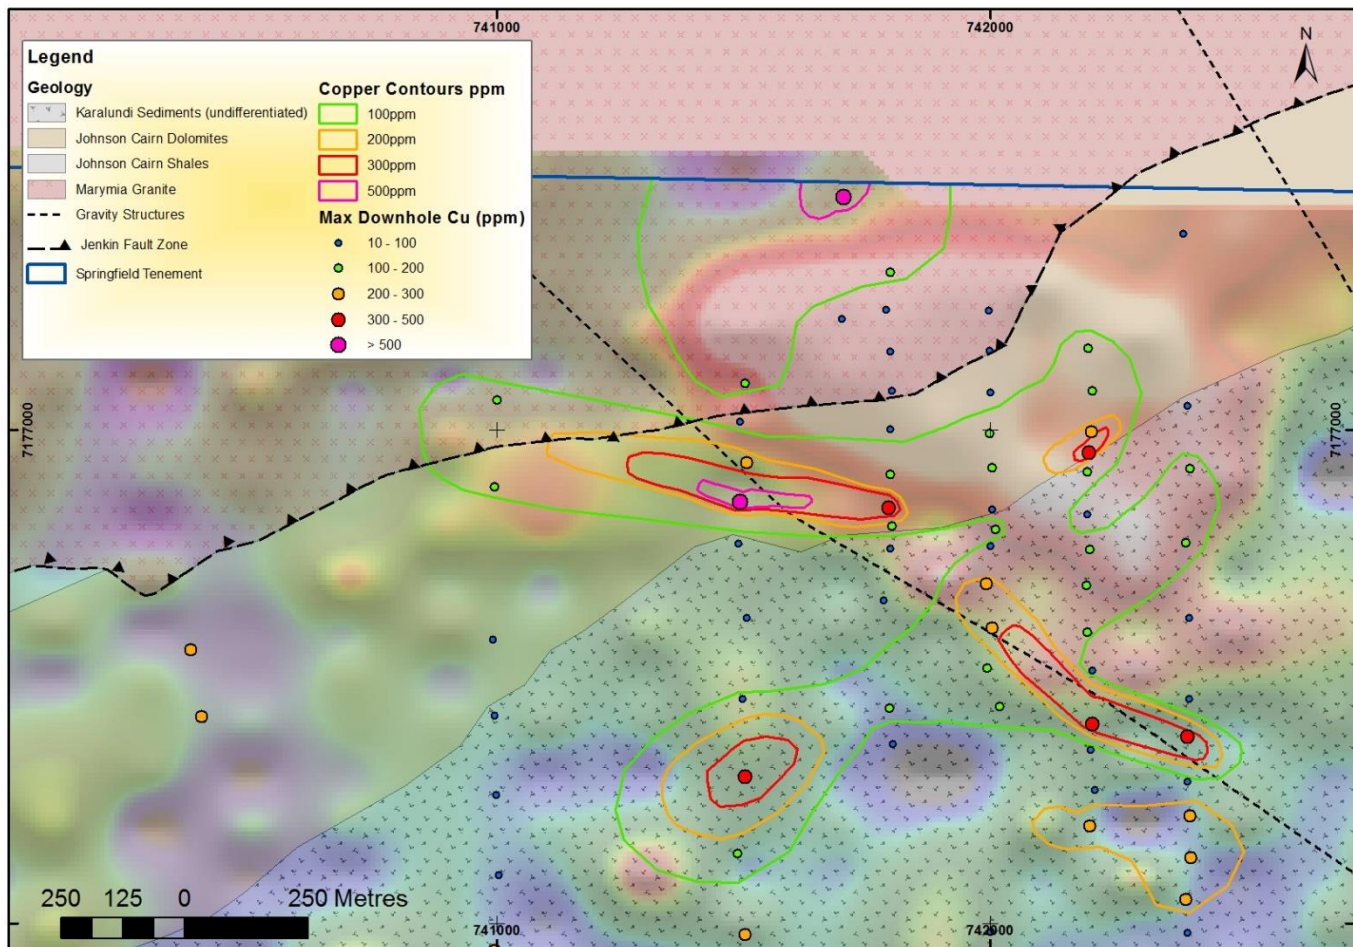 741000
742000
N
Legend
Geology
Karalundi Sediments (undifferentiated)
Johnson Cairn Dolomites
Johnson Cairn Shales
Marymia Granite
Gravity Structures
Jenkin Fault Zone
Springfield Tenement
Copper Contours ppm
100ppm
200ppm
300ppm
500ppm
Max Downhole Cu (ppm)
10 - 100
100 - 200
200 - 300
300 - 500
> 500
7177000
7177000
250 125 0 250 Metres
741000
742000